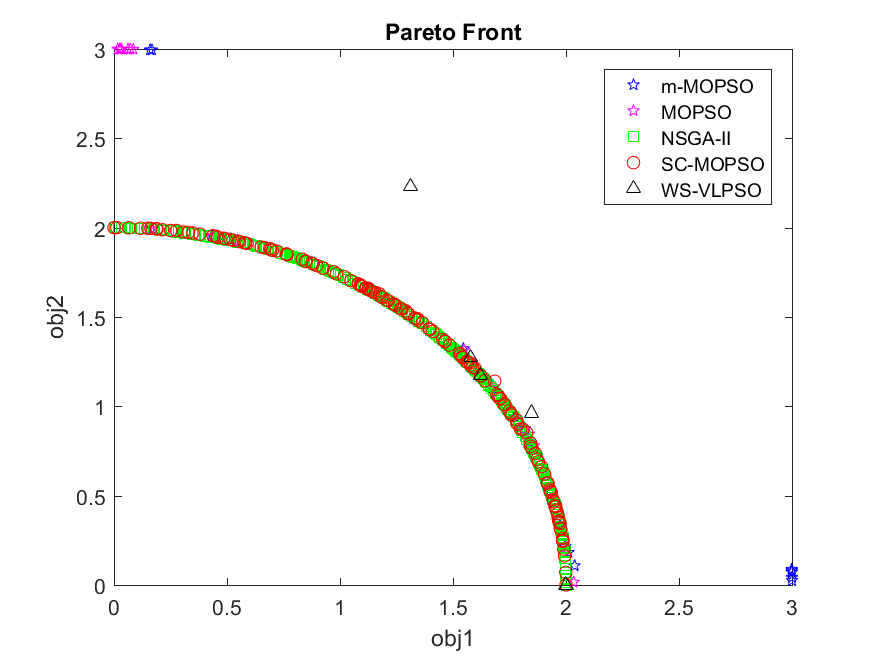 Pareto Front
3
2.5
2
1.5
1
0.5
0
obj2
m-MOPSO
MOPSO
NSGA-II
SC-MOPSO
WS-VLPSO
0 0.5 1 1.5 2 2.5 3
obj1